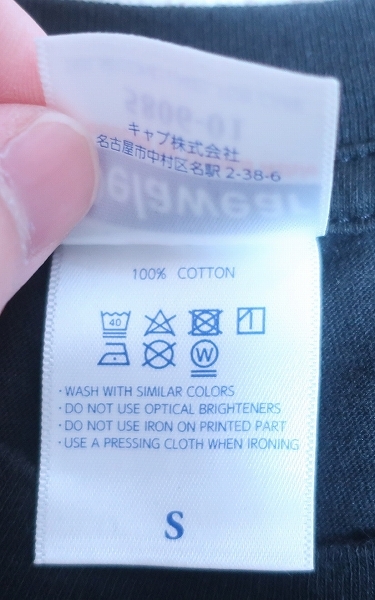 キャブ株式会社
名古屋市中村区名駅 2-38-6
100% COTTON
40
W
· WASH WITH SIMILAR COLORS
· DO NOT USE OPTICAL BRIGHTENERS
· DO NOT USE IRON ON PRINTED PART
· USE A PRESSING CLOTH WHEN IRONING
S